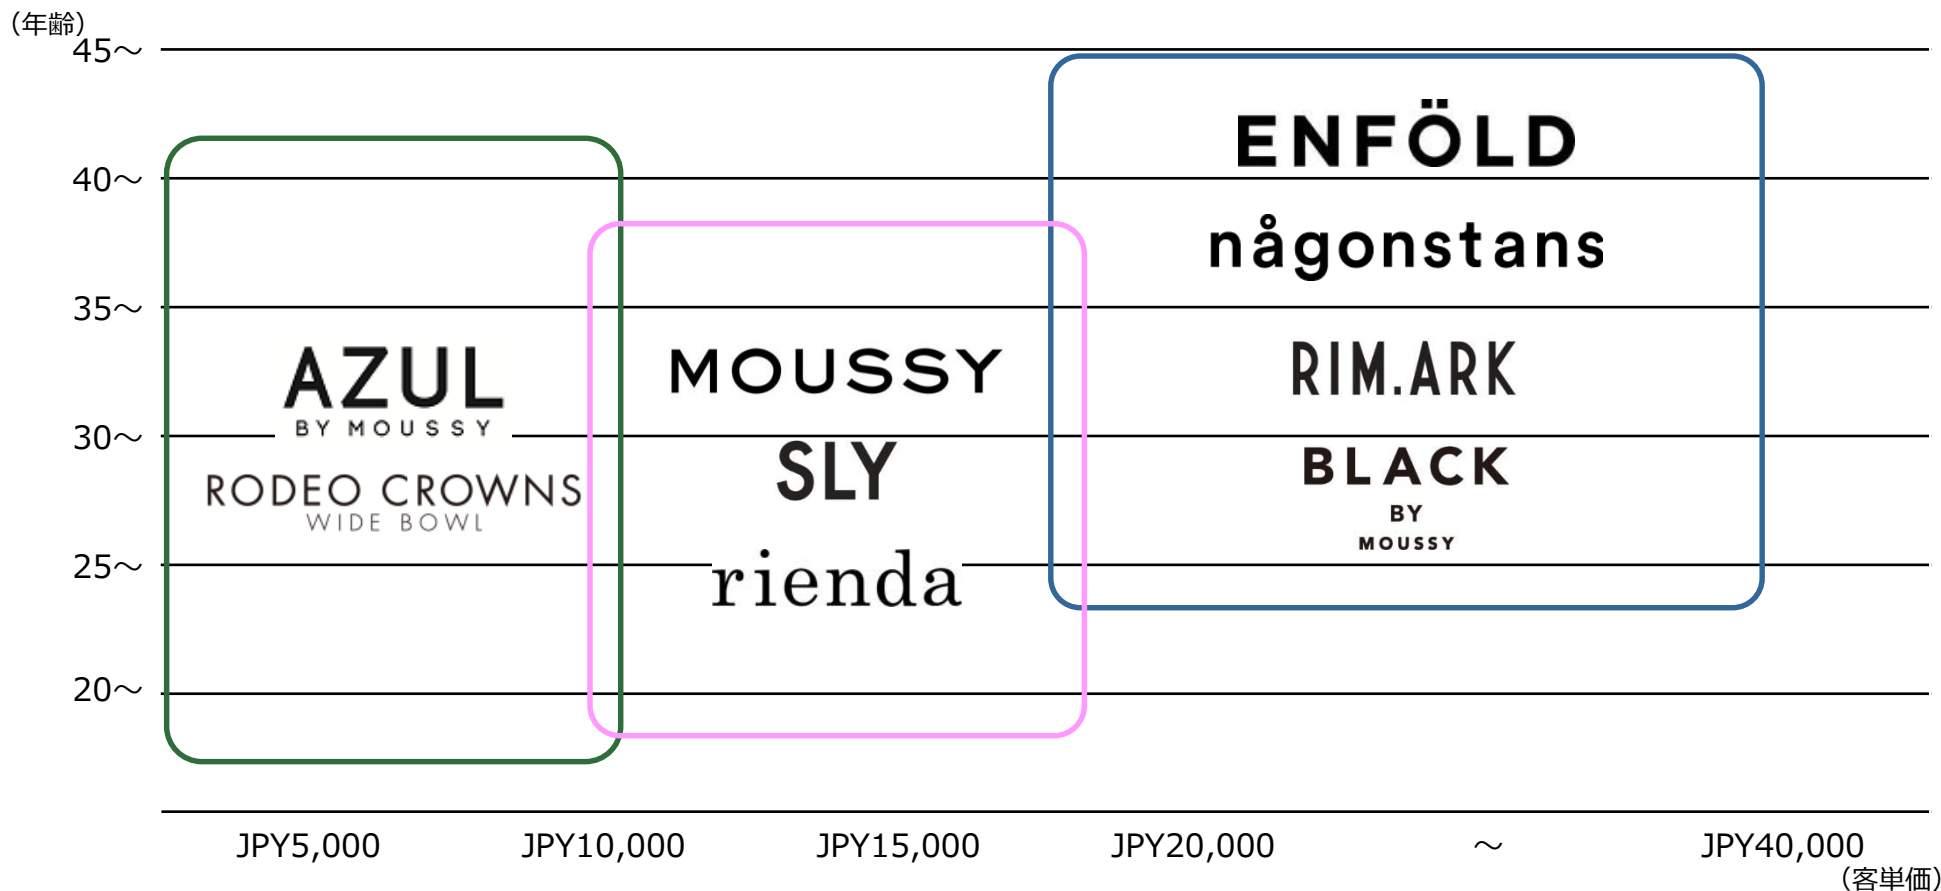 （年齢）
45～
40～
35～
30～
25～
20～
AZUL
BY MOUSSY
RODEO CROWNS
WIDE BOWL
MOUSSY
SLY
rienda
ENFÖLD
någonstans
RIM.ARK
BLACK
BY
MOUSSY
JPY5,000 JPY10,000 JPY15,000 JPY20,000 ～ JPY40,000
（客単価）